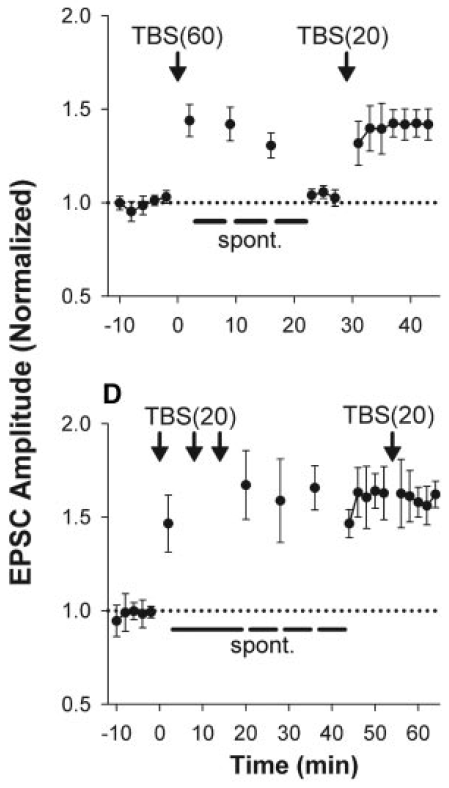 TBS(60) TBS(20)
1.5
1.0
0.5
spont.
-10 0 10 20 30 40
D
TBS(20) TBS(20)
2.0
1.5
1.0
0.5
spont.
-10 0 10 20 30 40 50 60
Time (min)
EPSC Amplitude (Normalized)